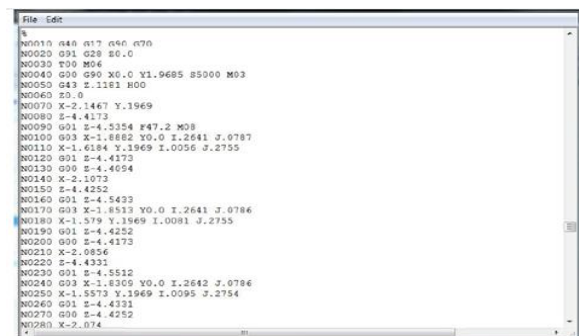 File Edit
%
N0010 G40 G17 G90 G70
N0020 G91 G28 Z0.0
N0030 T00 M06
N0040 G00 G90 X0.0 Y1.9685 S5000 M03
N0050 G43 Z.1181 H00
N0060 Z0.0
N0070 X-2.1467 Y.1969
N0080 Z-4.4173
N0090 G01 Z-4.5354 F47.2 M08
N0100 G03 X-1.8882 Y0.0 I.2641 J.0787
N0110 X-1.6184 Y.1969 I.0056 J.2755
N0120 G01 Z-4.4173
N0130 G00 Z-4.4094
N0140 X-2.1073
N0150 Z-4.4252
N0160 G01 Z-4.5433
N0170 G03 X-1.8513 Y0.0 I.2641 J.0786
N0180 X-1.579 Y.1969 I.0081 J.2755
N0190 G01 Z-4.4252
N0200 G00 Z-4.4173
N0210 X-2.0856
N0220 Z-4.4331
N0230 G01 Z-4.5512
N0240 G03 X-1.8309 Y0.0 I.2642 J.0786
N0250 X-1.5573 Y.1969 I.0095 J.2754
N0260 G01 Z-4.4331
N0270 G00 Z-4.4252
N0280 X-2.074